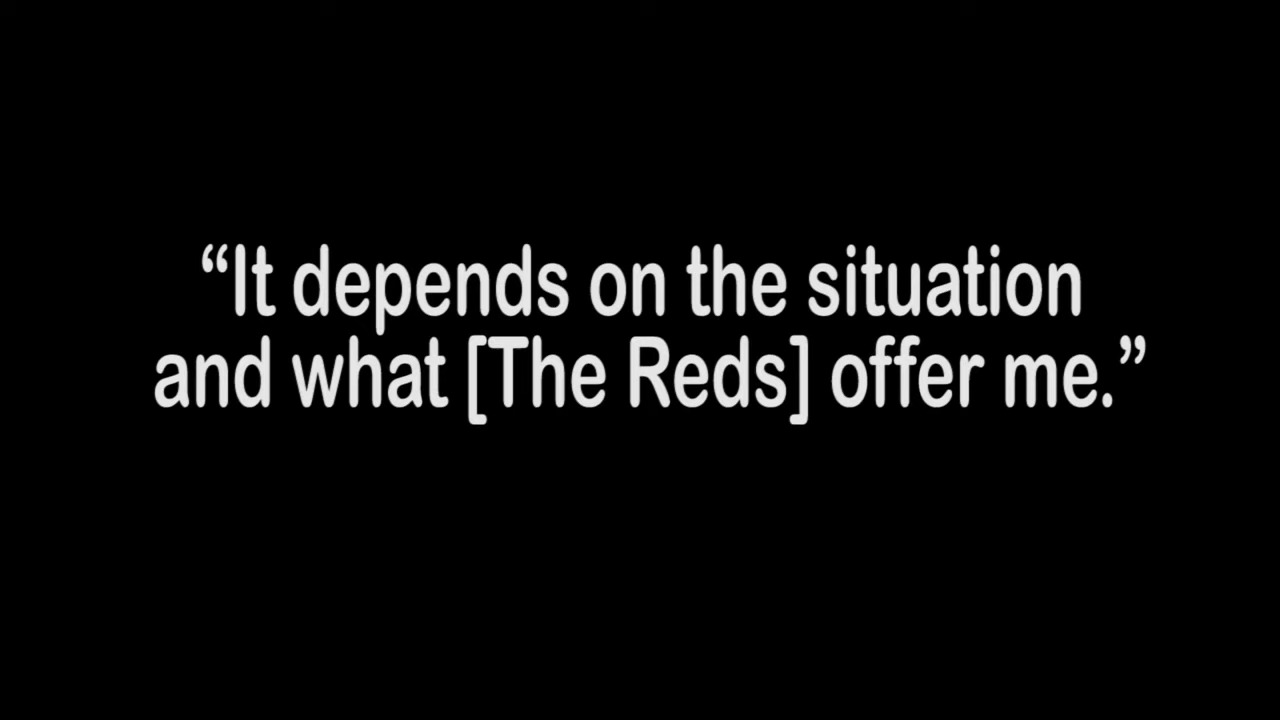 “It depends on the situation
and what [The Reds] offer me.”